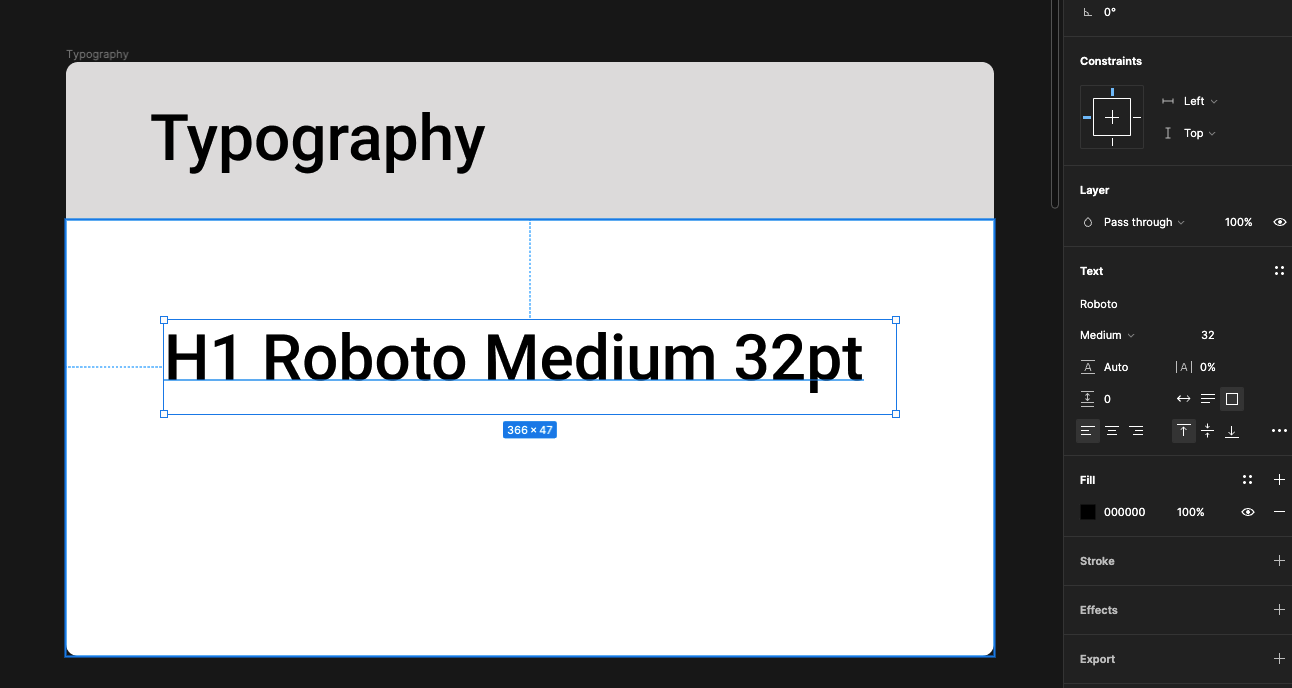 0°
Constraints
Left
Top
Typography
Typography
Layer
Pass through 100%
Text
Roboto
Medium 32
H1 Roboto Medium 32pt
A Auto |A| 0%
0
366 × 47
Fill
000000 100%
Stroke
Effects
Export